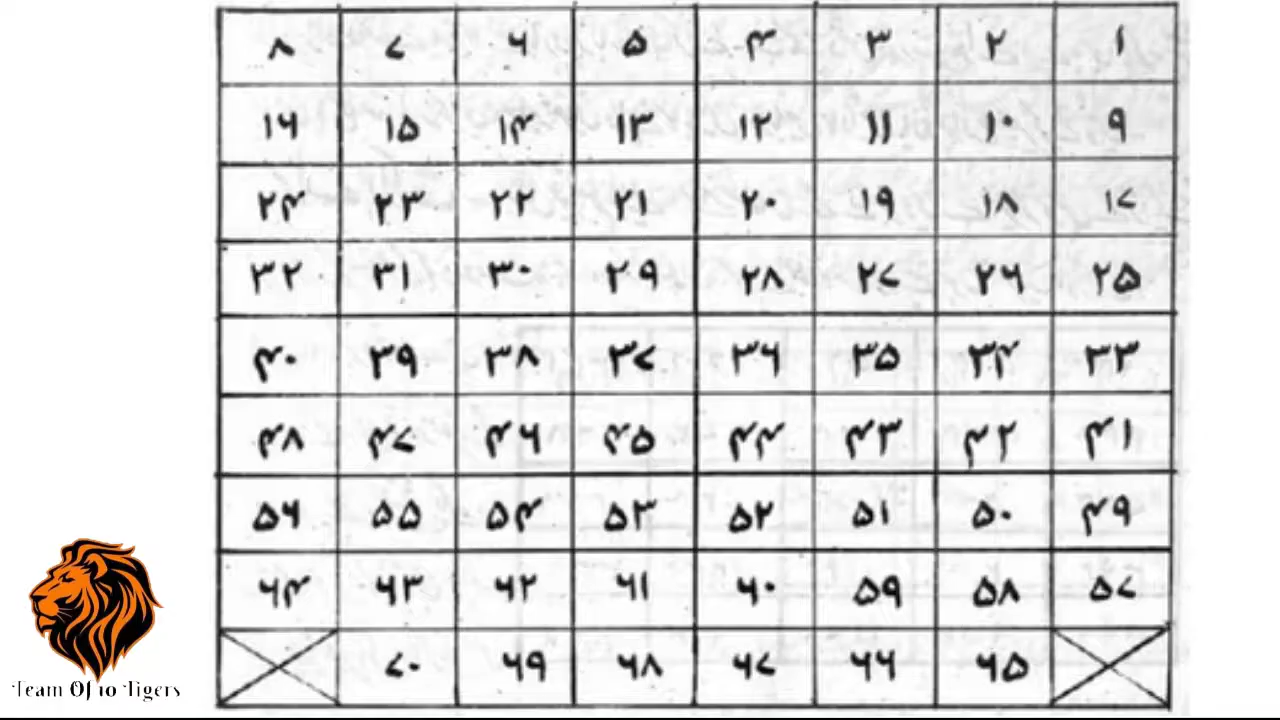 ۱ ۲ ۳ ۴ ۵ ۶ ۷ ۸
۹ ۱۰ ۱۱ ۱۲ ۱۳ ۱۴ ۱۵ ۱۶
۱۷ ۱۸ ۱۹ ۲۰ ۲۱ ۲۲ ۲۳ ۲۴
۲۵ ۲۶ ۲۷ ۲۸ ۲۹ ۳۰ ۳۱ ۳۲
۳۳ ۳۴ ۳۵ ۳۶ ۳۷ ۳۸ ۳۹ ۴۰
۴۱ ۴۲ ۴۳ ۴۴ ۴۵ ۴۶ ۴۷ ۴۸
۴۹ ۵۰ ۵۱ ۵۲ ۵۳ ۵۴ ۵۵ ۵۶
۵۷ ۵۸ ۵۹ ۶۰ ۶۱ ۶۲ ۶۳ ۶۴
۶۵ ۶۶ ۶۷ ۶۸ ۶۹ ۷۰
Team Of 10 Tigers